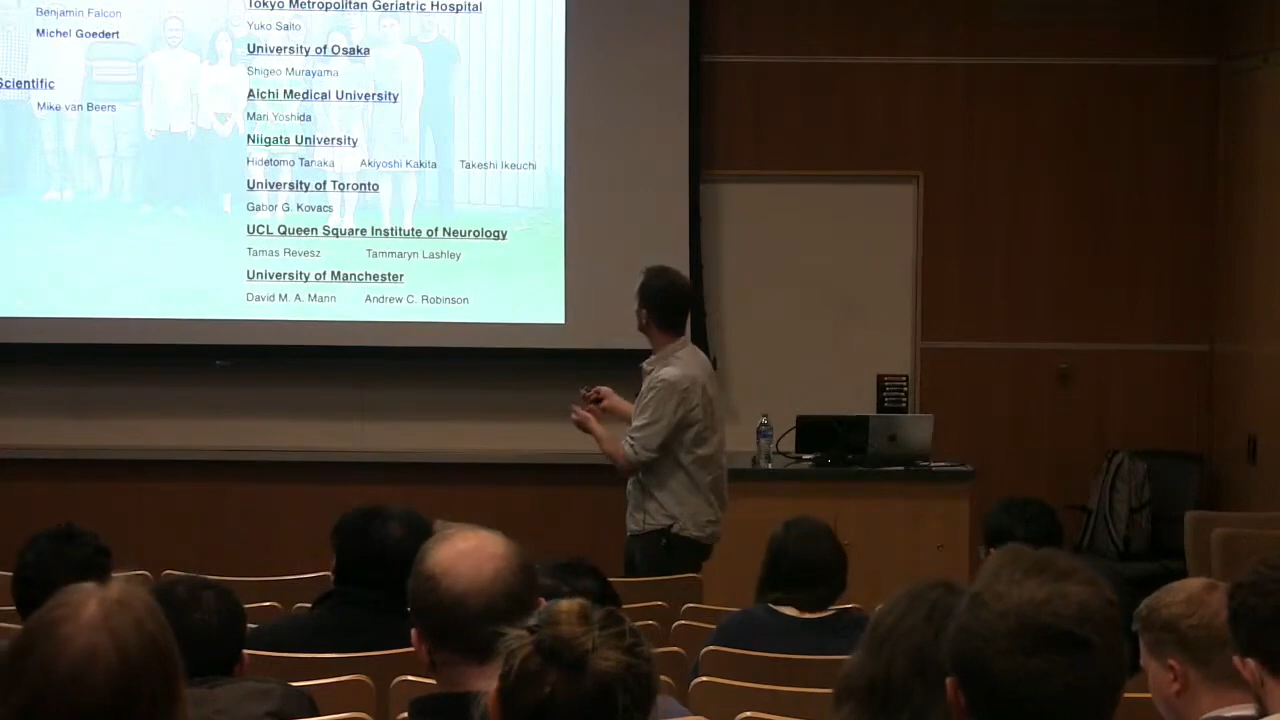 Benjamin Falcon
Michel Goedert
Scientific
Mike van Beers
Tokyo Metropolitan Geriatric Hospital
Yuko Saito
University of Osaka
Shigeo Murayama
Aichi Medical University
Mari Yoshida
Niigata University
Hidetomo Tanaka Akiyoshi Kakita Takeshi Ikeuchi
University of Toronto
Gabor G. Kovacs
UCL Queen Square Institute of Neurology
Tamas Revesz Tammaryn Lashley
University of Manchester
David M. A. Mann Andrew C. Robinson